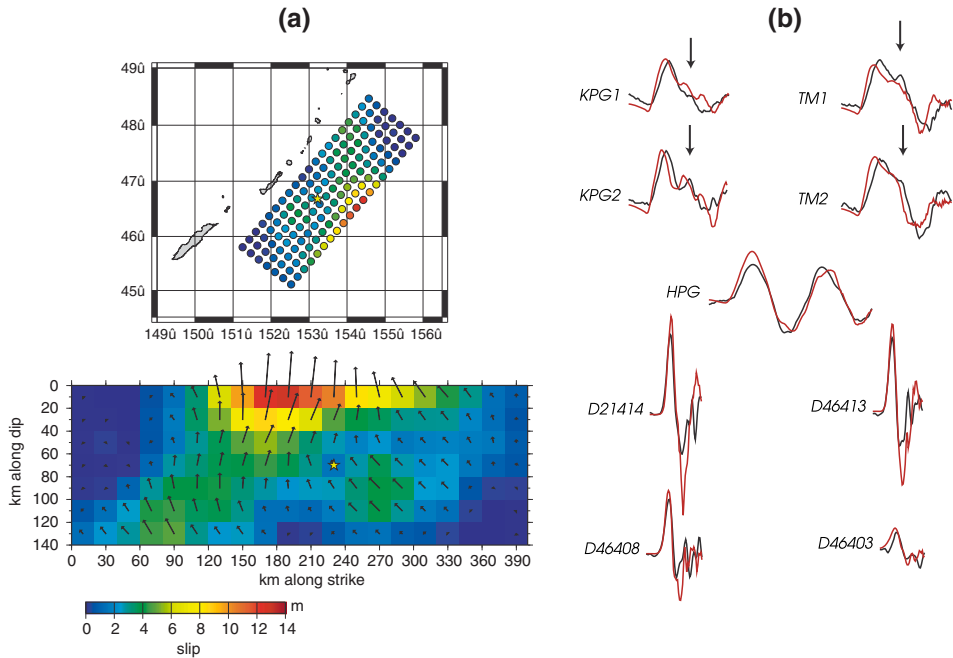 (a)
49û
48û
47û
46û
45û
149û 150û 151û 152û 153û 154û 155û 156û
km along dip
0
20
40
60
80
100
120
140
0 30 60 90 120 150 180 210 240 270 300 330 360 390
km along strike
m
0 2 4 6 8 10 12 14
slip
(b)
KPG1
TM1
KPG2
TM2
HPG
D21414
D46413
D46408
D46403